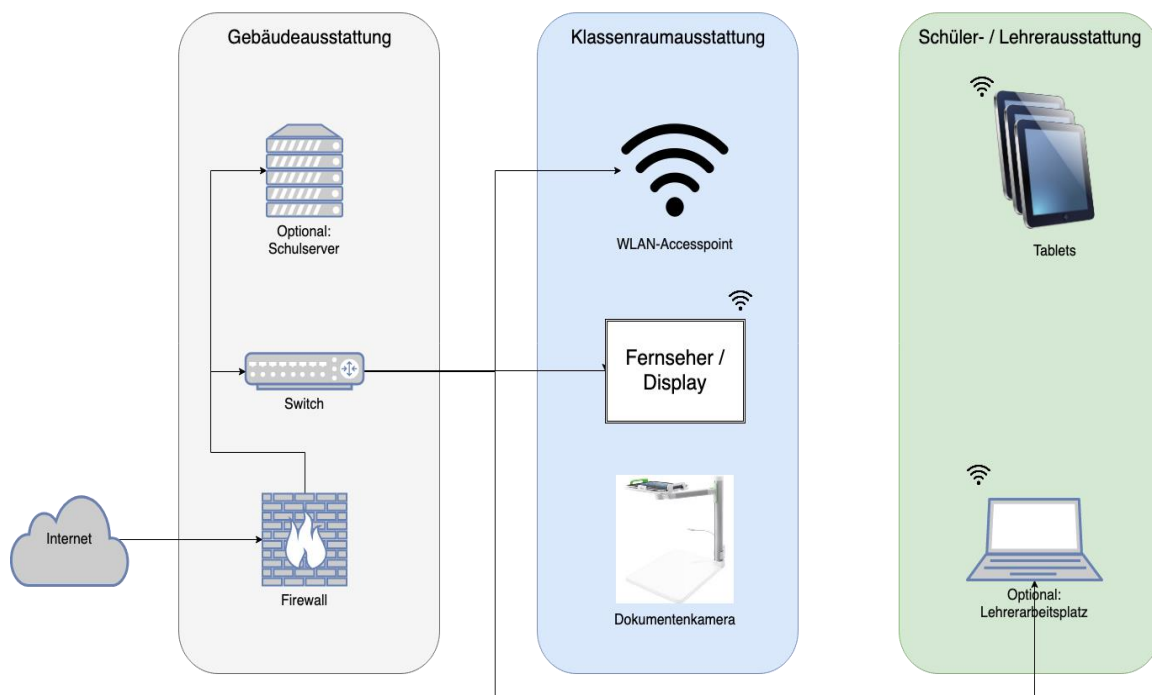 Gebäudeausstattung
Klassenraumausstattung
Schüler- / Lehrerausstattung
Optional:
Schulserver
WLAN-Accesspoint
Tablets
Fernseher /
Display
Switch
Internet
Firewall
Dokumentenkamera
Optional:
Lehrerarbeitsplatz